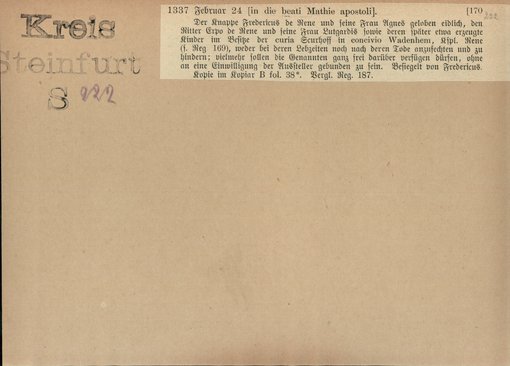 Kreis
Steinfurt
S 222
1337 Februar 24 [in die beati Mathie apostoli]. [170
222
Der Knappe Fredericus de Rene und seine Frau Agnes geloben eidlich, den
Ritter Erpo de Rene und seine Frau Lutgardis sowie deren später etwa erzeugte
Kinder im Besitze der curia Scurhoff in concivio Wadenhem, Kspl. Rene
(s. Reg 169), weder bei deren Lebzeiten noch nach deren Tode anzufechten und zu
hindern; vielmehr sollen die Genannten ganz frei darüber verfügen dürfen, ohne
an eine Einwilligung der Aussteller gebunden zu sein. Besiegelt von Fredericus.
Kopie im Kopiar B fol. 38ª. Vergl. Reg. 187.